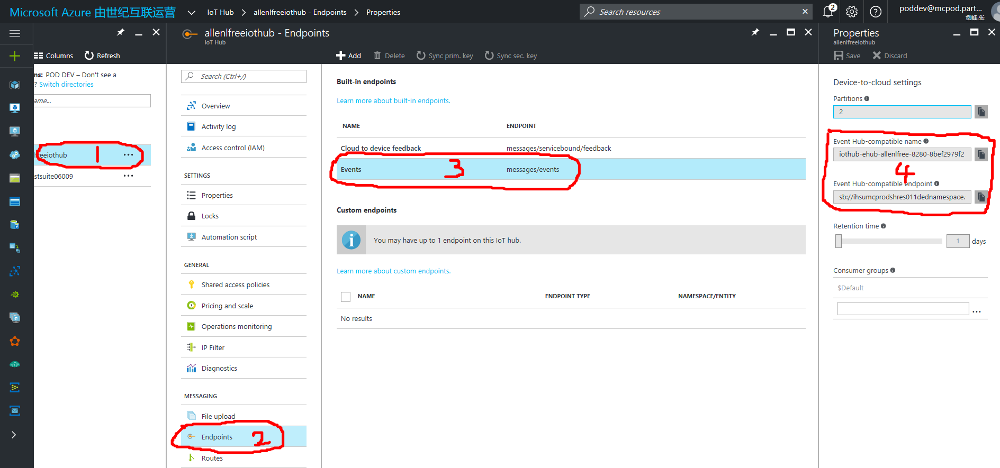 Microsoft Azure 由世纪互联运营
IoT Hub > allenlfreeiothub - Endpoints > Properties
Search resources
2
poddev@mcpod.part...
剑峰.张
Columns
Refresh
ns: POD DEV – Don't see a
? Switch directories
ame...
lfreeiothub
1
...
stsuite06009
...
allenlfreeiothub - Endpoints
IoT Hub
Search (Ctrl+/)
Overview
Activity log
Access control (IAM)
SETTINGS
Properties
Locks
Automation script
GENERAL
Shared access policies
Pricing and scale
Operations monitoring
IP Filter
Diagnostics
MESSAGING
File upload
Endpoints
2
Routes
Add
Delete
Sync prim. key
Sync sec. key
Built-in endpoints
Learn more about built-in endpoints.
NAME ENDPOINT
Cloud to device feedback messages/servicebound/feedback
Events 3 messages/events
Custom endpoints
You may have up to 1 endpoint on this IoT hub.
Learn more about custom endpoints.
NAME ENDPOINT TYPE NAMESPACE/ENTITY
No results
Properties
allenlfreeiothub
Save
Discard
Device-to-cloud settings
Partitions
2
Event Hub-compatible name
iothub-ehub-allenlfree-8280-8bef2979f2
4
Event Hub-compatible endpoint
sb://ihsumcprodshres011dednamespace.
Retention time
1 days
Consumer groups
$Default
...